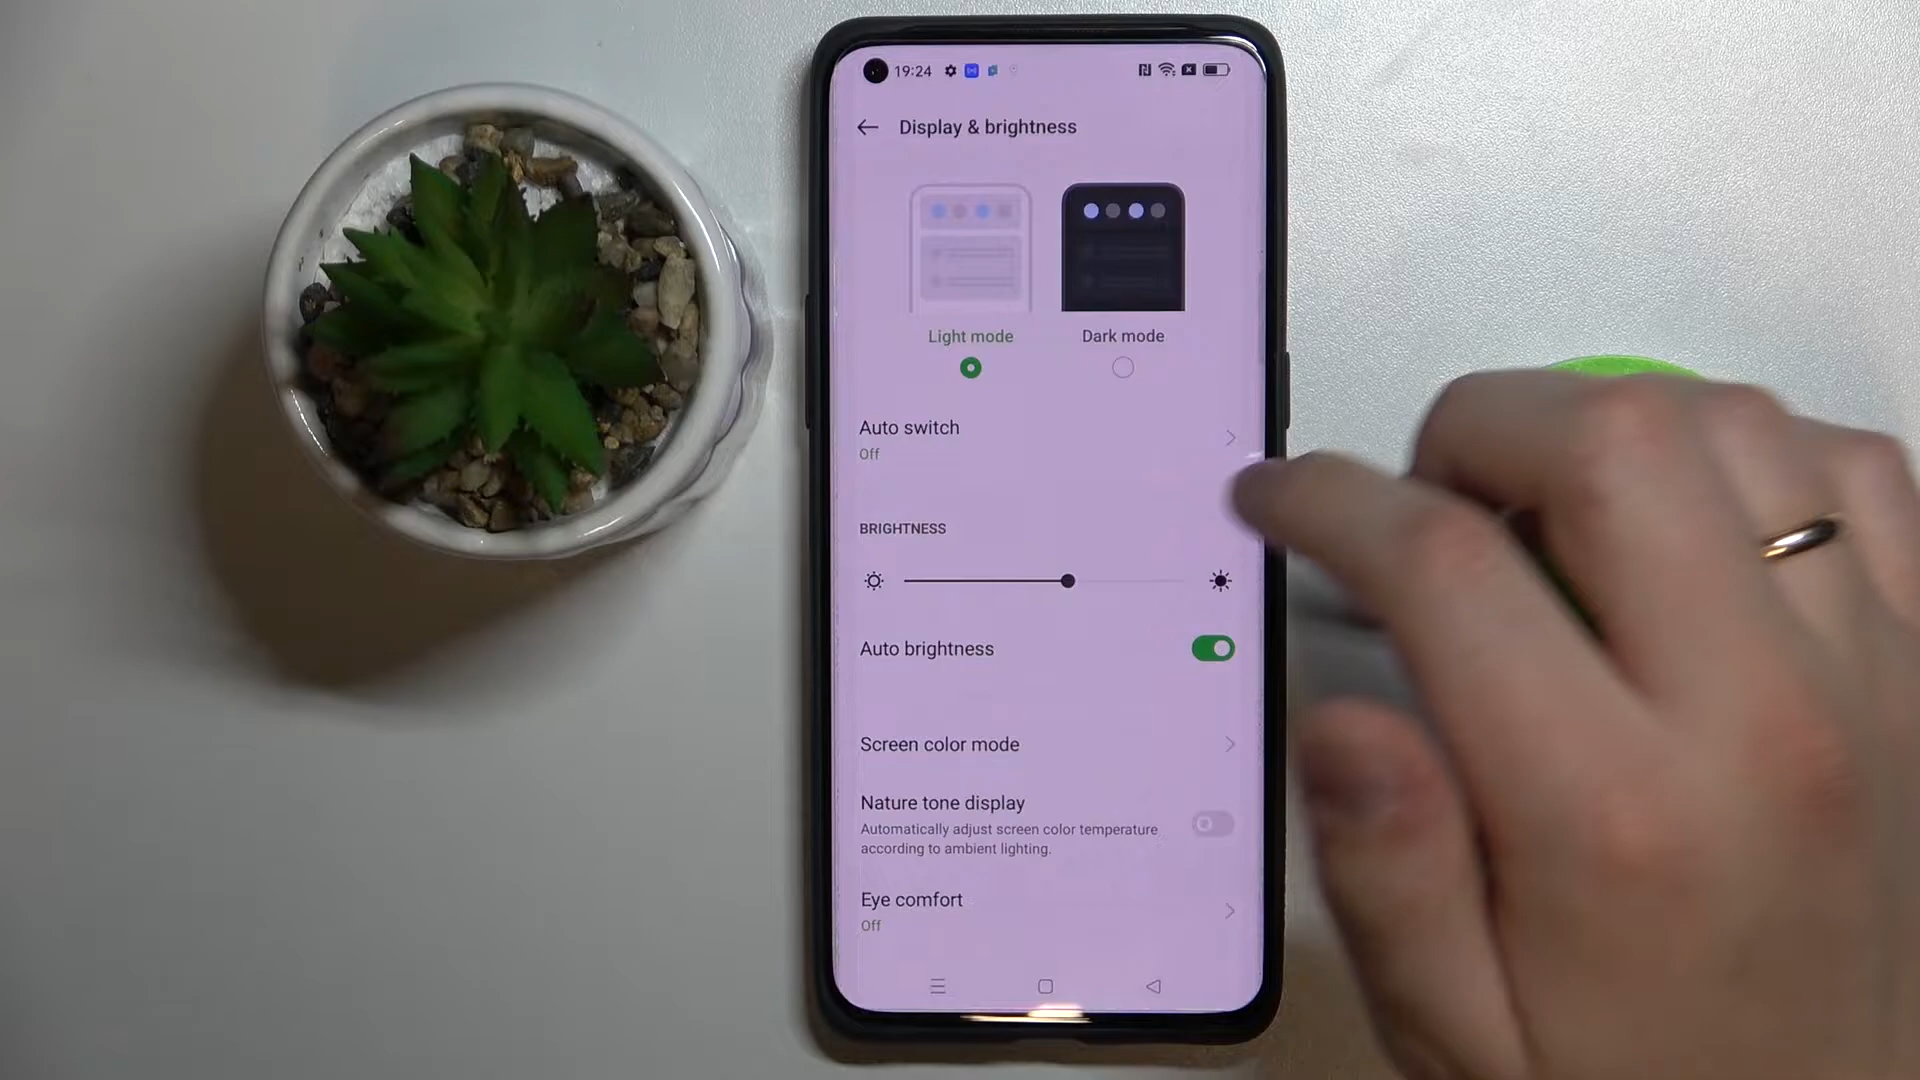 19:24
Display & brightness
Light mode
Dark mode
Auto switch
Off
BRIGHTNESS
Auto brightness
Screen color mode
Nature tone display
Automatically adjust screen color temperature
according to ambient lighting.
Eye comfort
Off